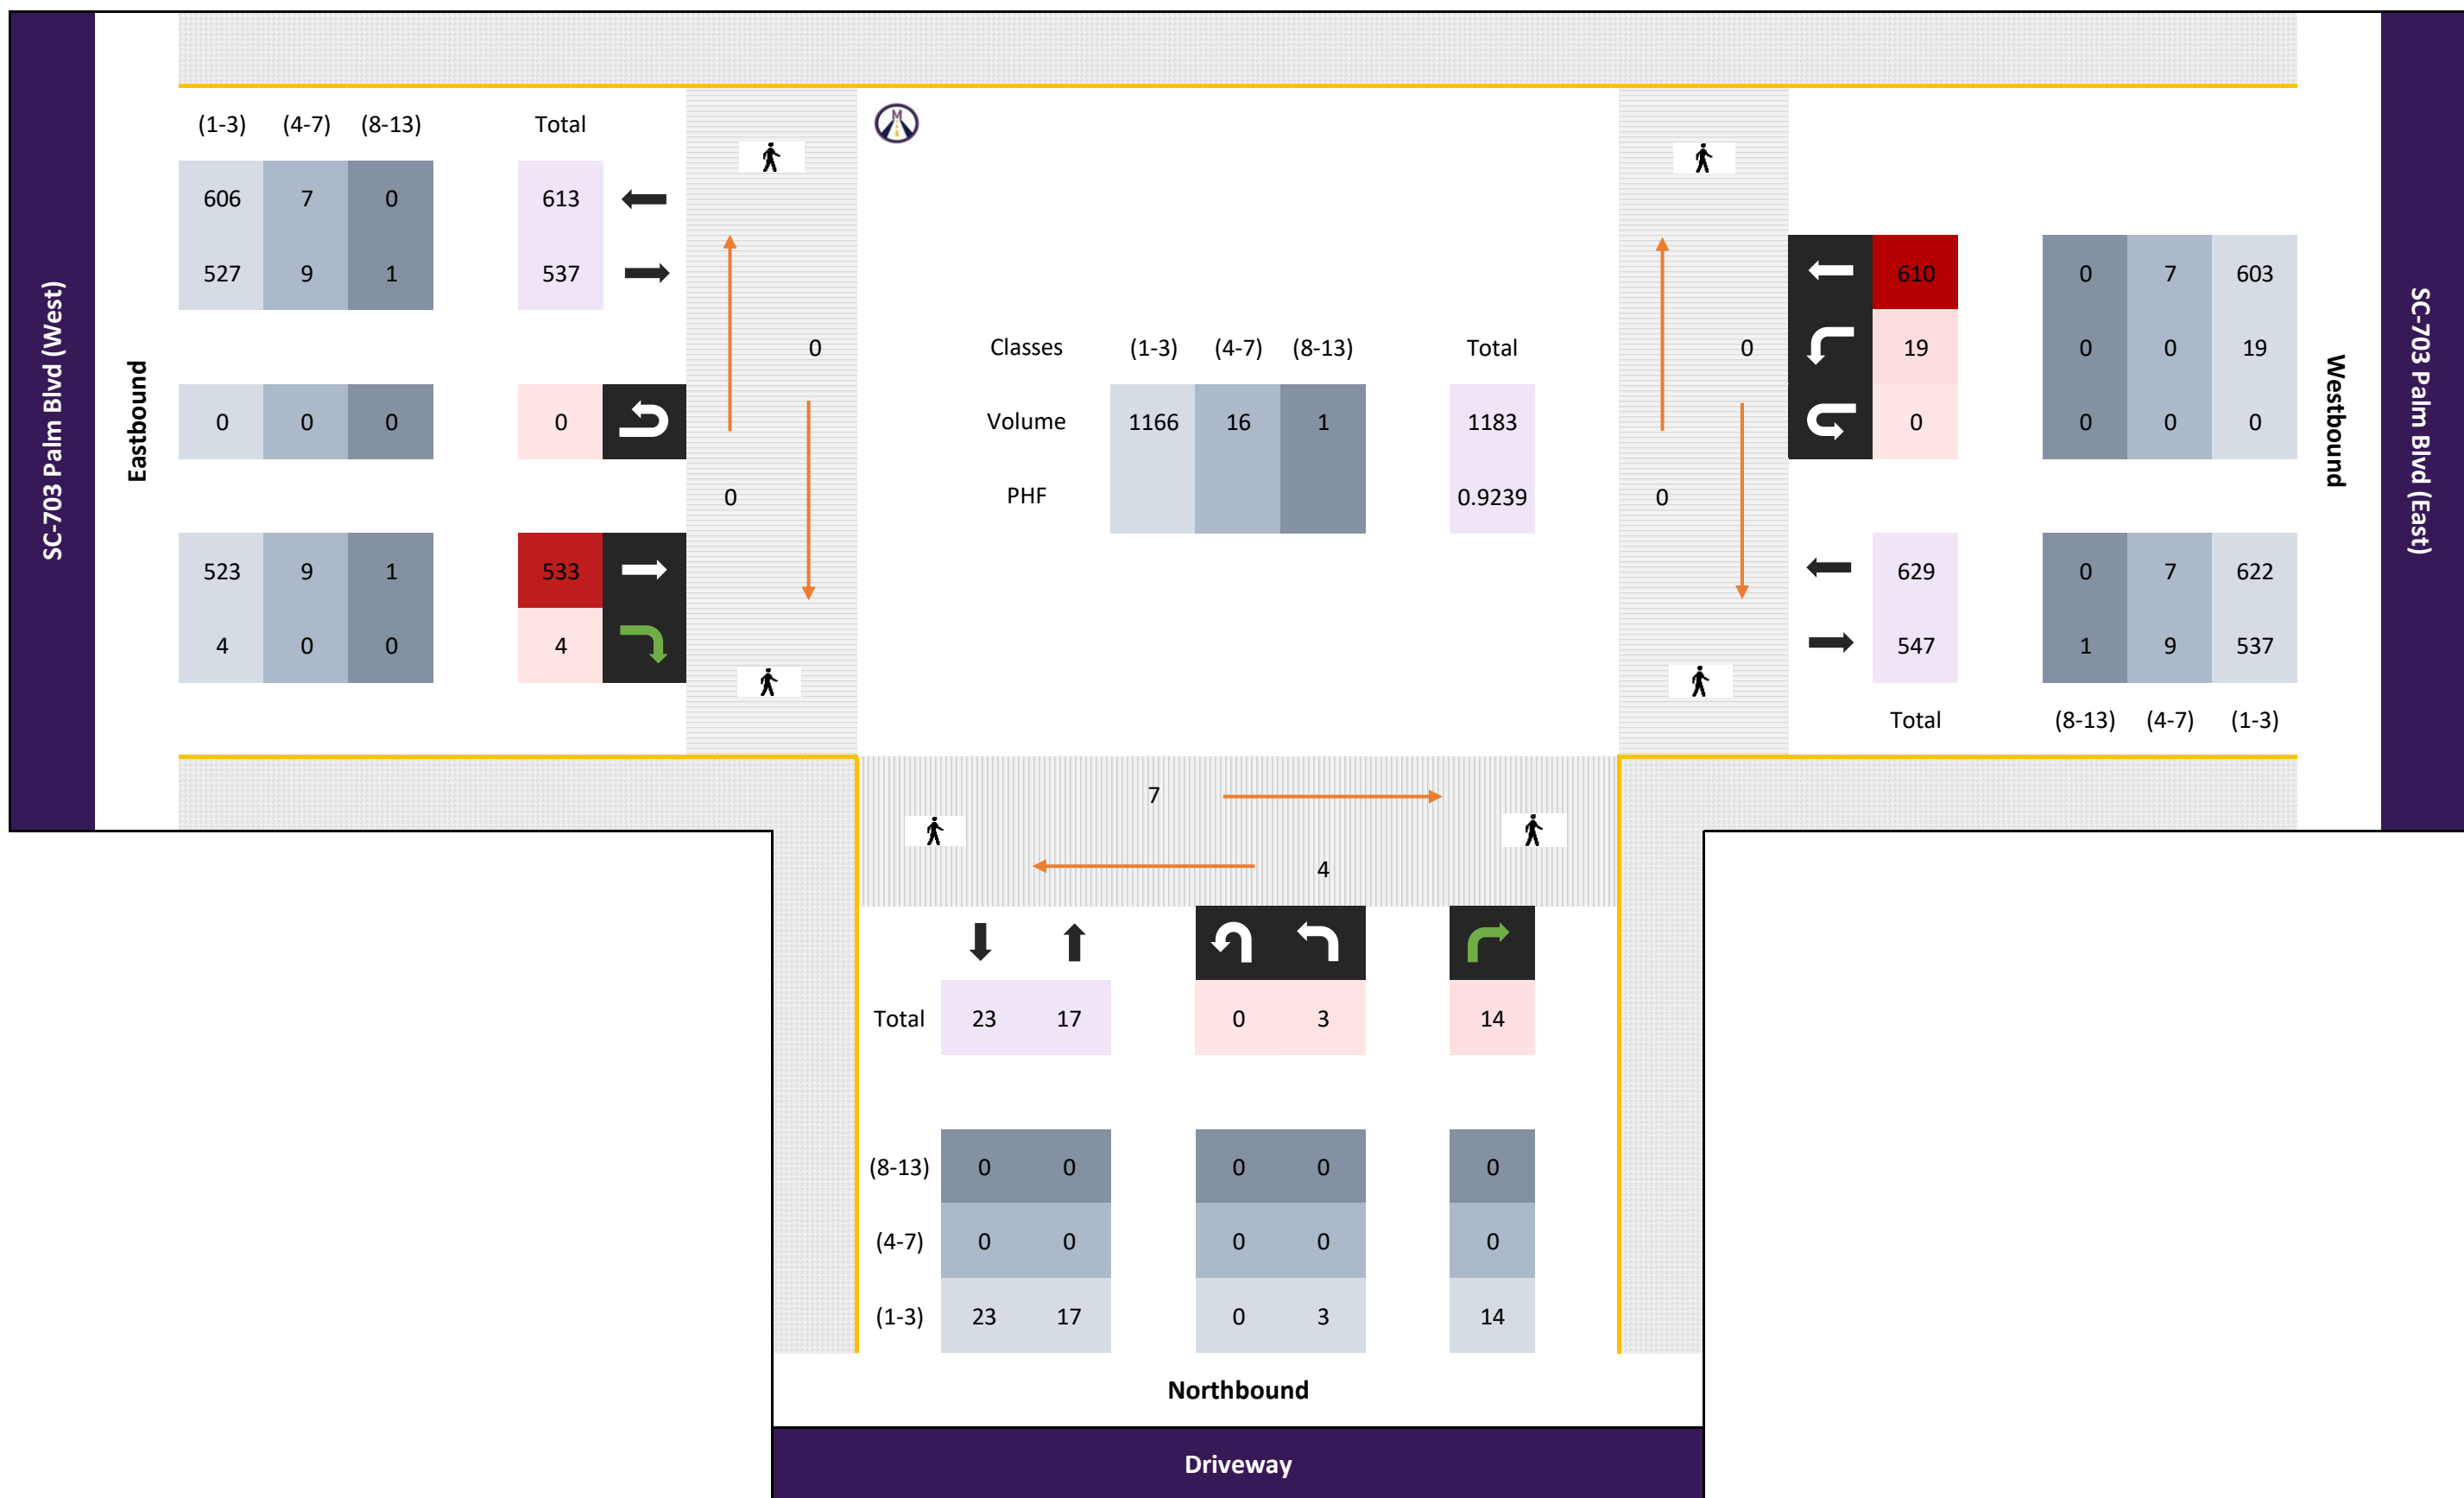 SC-703 Palm Blvd (West)
Eastbound
(1-3) (4-7) (8-13) Total
606 7 0 613
527 9 1 537
0 0 0 0
523 9 1 533
4 0 0 4
0
0
M
Classes (1-3) (4-7) (8-13) Total
Volume 1166 16 1 1183
PHF 0.9239
0
0
610 0 7 603
19 0 0 19
0 0 0 0
629 0 7 622
547 1 9 537
Total (8-13) (4-7) (1-3)
Westbound
SC-703 Palm Blvd (East)
7
4
Total 23 17 0 3 14
(8-13) 0 0 0 0 0
(4-7) 0 0 0 0 0
(1-3) 23 17 0 3 14
Northbound
Driveway